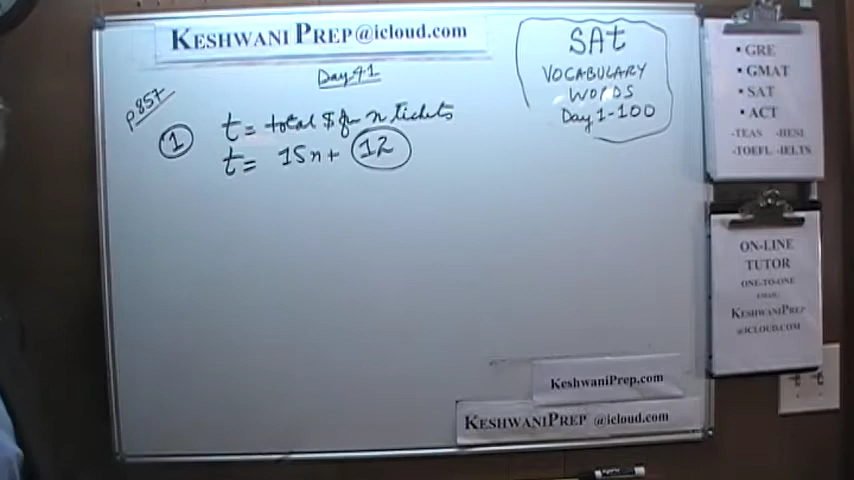 KESHWANI PREP@icloud.com
Day 41
p857
1
t = total $ for n tickets
t = 15n + 12
SAt
VOCABULARY
WORDS
Day 1-100
• GRE
• GMAT
• SAT
• ACT
-TEAS -HESI
-TOEFL -IELTS
ON-LINE
TUTOR
ONE-TO-ONE
EMAIL:
KESHWANIPREP
@ICLOUD.COM
KeshwaniPrep.com
KESHWANIPREP @icloud.com